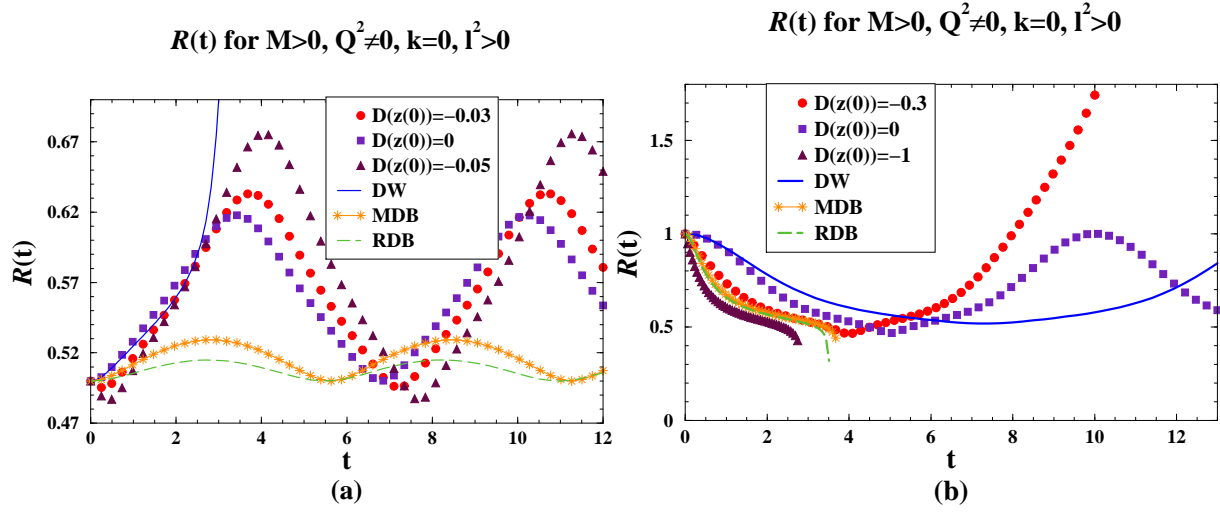 R(t) for M>0, Q²≠0, k=0, l²>0
R(t)
0.67
0.62
0.57
0.52
0.47
D(z(0))=−0.03
D(z(0))=0
D(z(0))=−0.05
DW
MDB
RDB
0 2 4 6 8 10 12
t
(a)
R(t) for M>0, Q²≠0, k=0, l²>0
R(t)
1.5
1
0.5
0
D(z(0))=−0.3
D(z(0))=0
D(z(0))=−1
DW
MDB
RDB
0 2 4 6 8 10 12
t
(b)